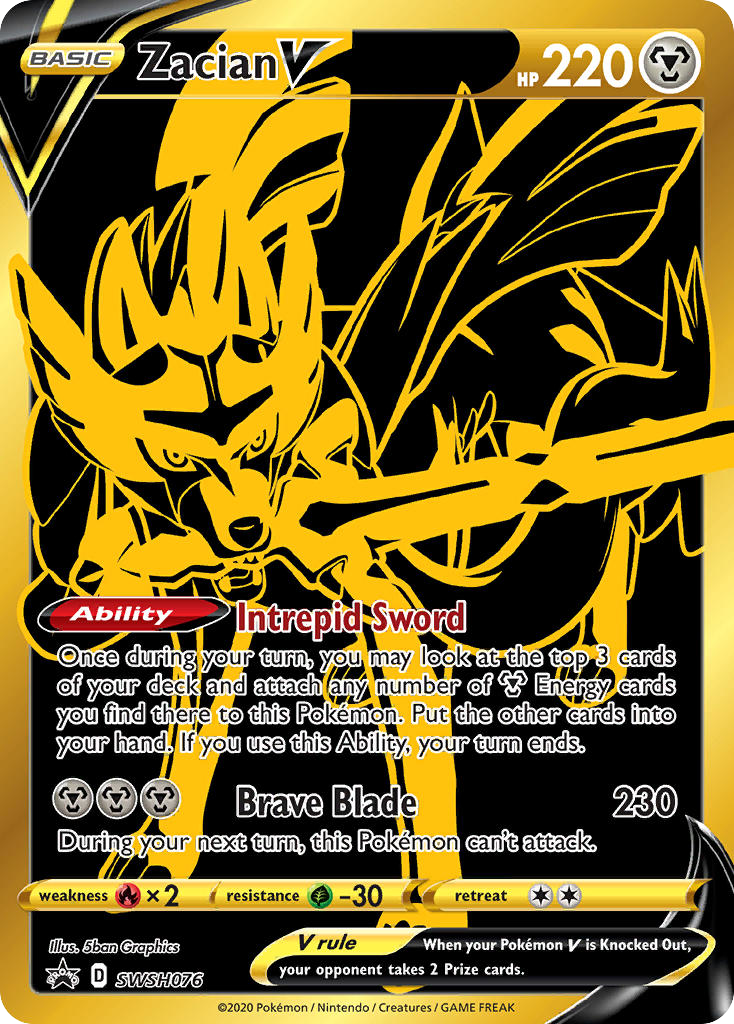 BASIC Zacian V HP 220
Ability Intrepid Sword
Once during your turn, you may look at the top 3 cards
of your deck and attach any number of Energy cards
you find there to this Pokémon. Put the other cards into
your hand. If you use this Ability, your turn ends.
Brave Blade 230
During your next turn, this Pokémon can't attack.
weakness ×2 resistance -30 retreat
Illus. 5ban Graphics
V rule When your Pokémon V is Knocked Out,
your opponent takes 2 Prize cards.
PROMO D SWSH076
©2020 Pokémon / Nintendo / Creatures / GAME FREAK